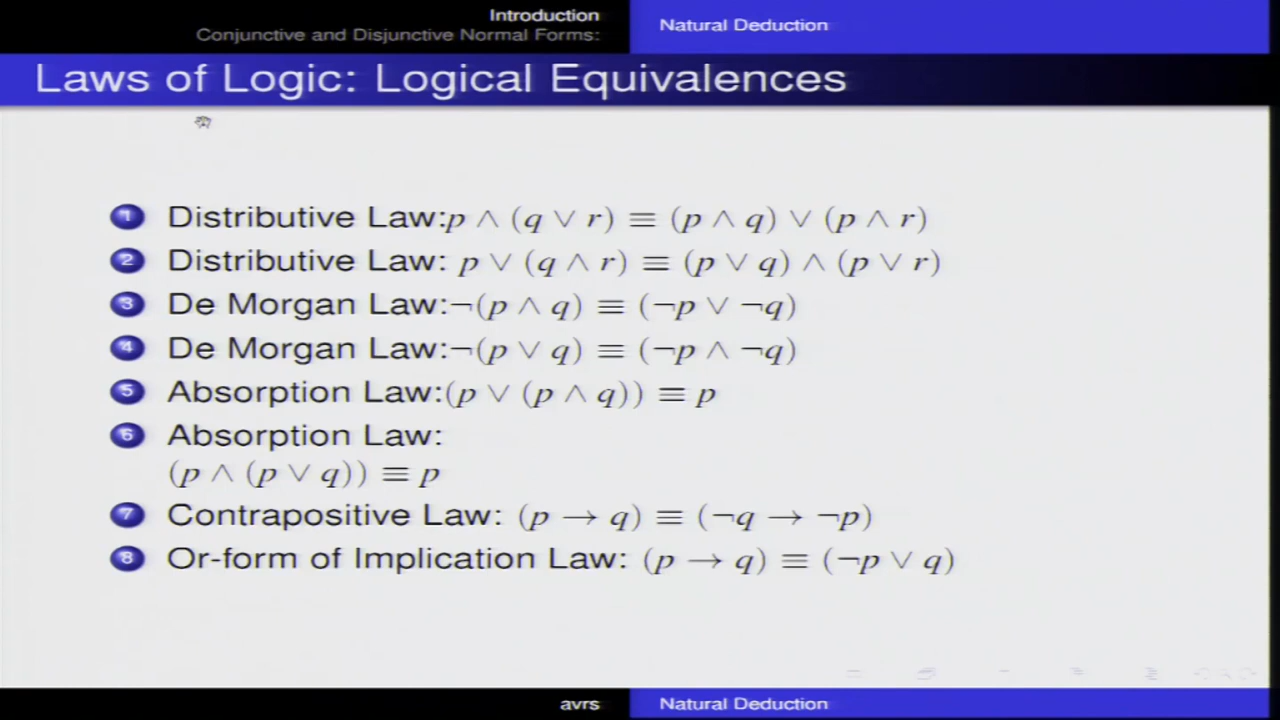 Introduction
Conjunctive and Disjunctive Normal Forms:
Natural Deduction
Laws of Logic: Logical Equivalences
1 Distributive Law:p ∧ (q ∨ r) ≡ (p ∧ q) ∨ (p ∧ r)
2 Distributive Law: p ∨ (q ∧ r) ≡ (p ∨ q) ∧ (p ∨ r)
3 De Morgan Law:¬(p ∧ q) ≡ (¬p ∨ ¬q)
4 De Morgan Law:¬(p ∨ q) ≡ (¬p ∧ ¬q)
5 Absorption Law:(p ∨ (p ∧ q)) ≡ p
6 Absorption Law:
(p ∧ (p ∨ q)) ≡ p
7 Contrapositive Law: (p → q) ≡ (¬q → ¬p)
8 Or-form of Implication Law: (p → q) ≡ (¬p ∨ q)
avrs
Natural Deduction